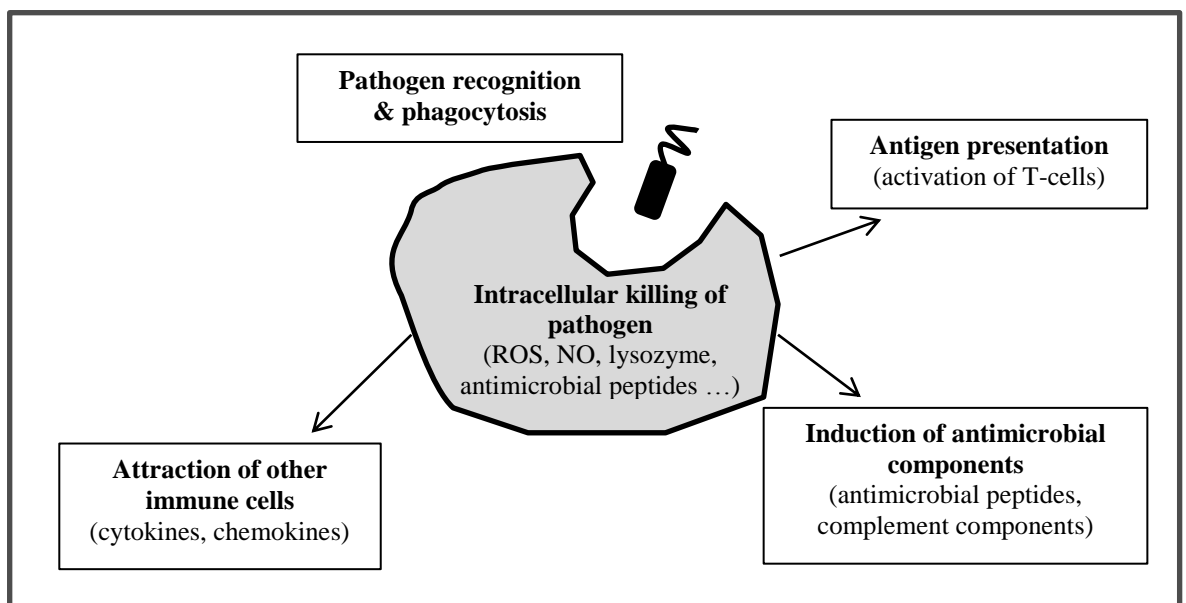 Pathogen recognition
& phagocytosis
Antigen presentation
(activation of T-cells)
Intracellular killing of
pathogen
(ROS, NO, lysozyme,
antimicrobial peptides …)
Attraction of other
immune cells
(cytokines, chemokines)
Induction of antimicrobial
components
(antimicrobial peptides,
complement components)